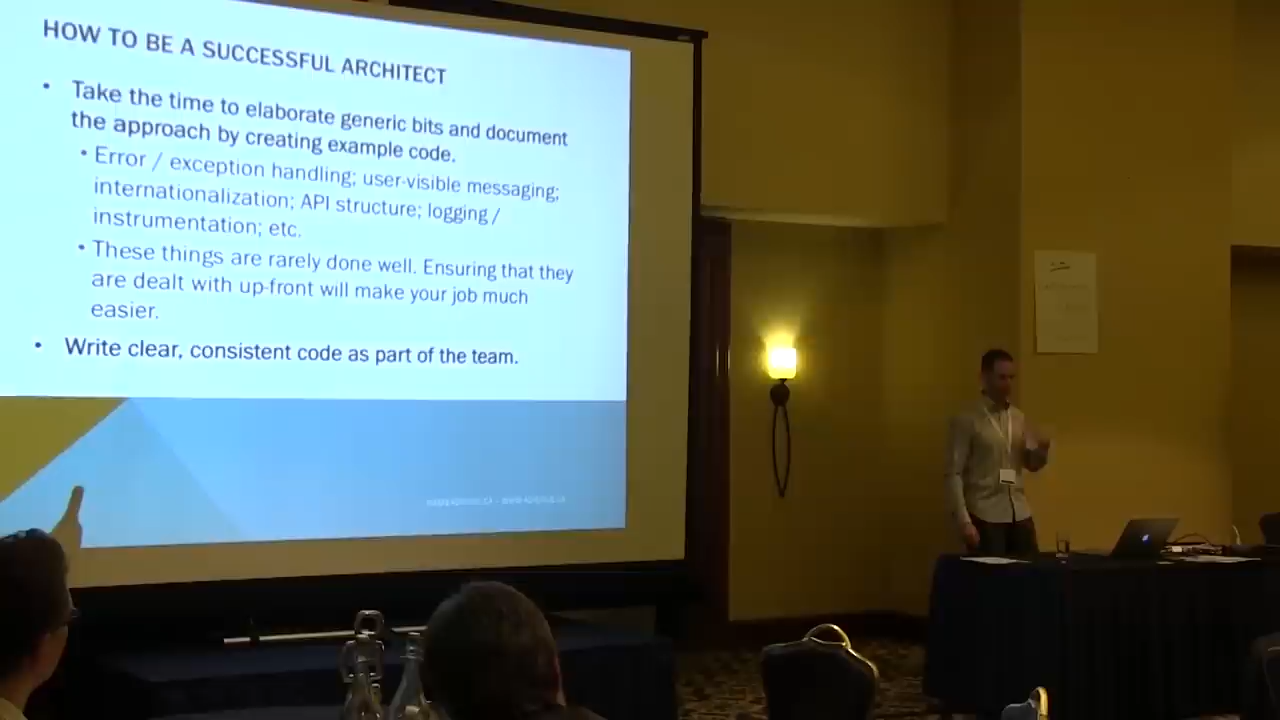 HOW TO BE A SUCCESSFUL ARCHITECT
• Take the time to elaborate generic bits and document
the approach by creating example code.
• Error / exception handling; user-visible messaging;
internationalization; API structure; logging /
instrumentation; etc.
• These things are rarely done well. Ensuring that they
are dealt with up-front will make your job much
easier.
• Write clear, consistent code as part of the team.